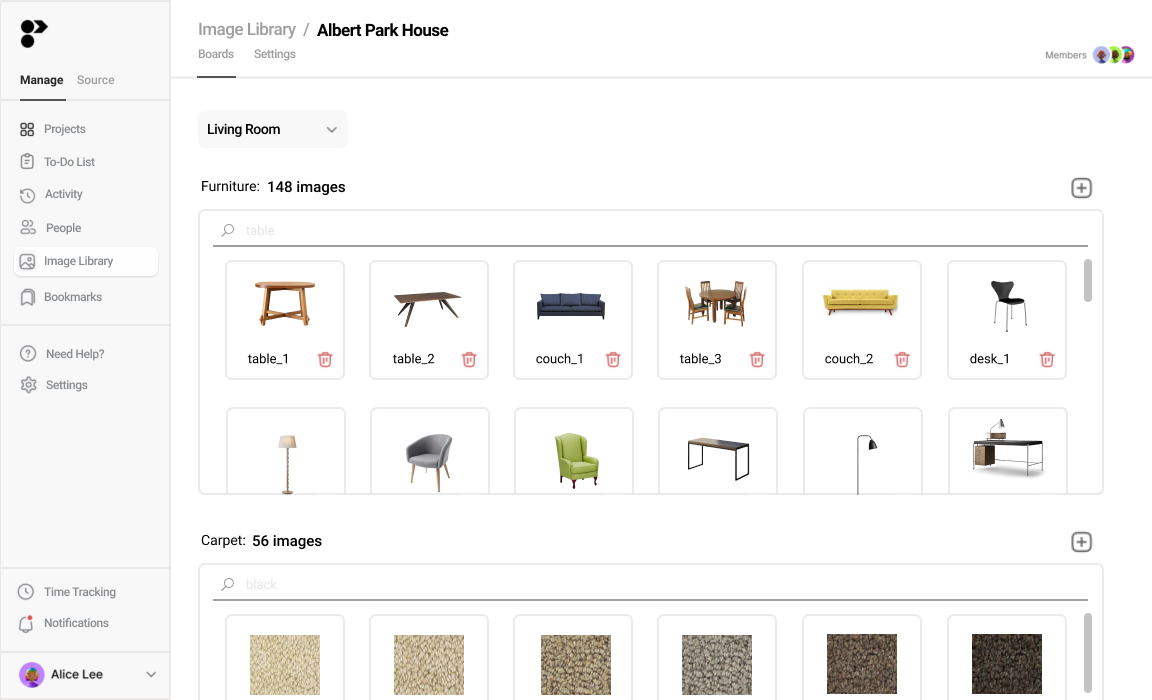 Image Library / Albert Park House
Boards Settings
Members
Manage Source
Projects
To-Do List
Activity
People
Image Library
Bookmarks
Need Help?
Settings
Time Tracking
Notifications
Alice Lee
Living Room
Furniture: 148 images
table
table_1
table_2
couch_1
table_3
couch_2
desk_1
Carpet: 56 images
black